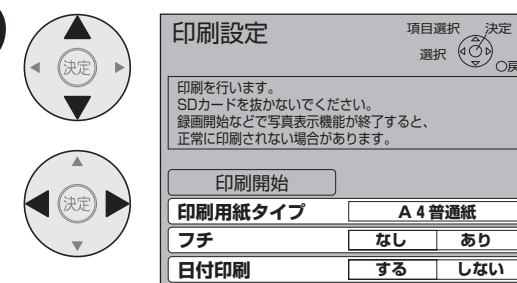 決定
決定
印刷設定
項目選択 決定
選択
戻
印刷を行います。
SDカードを抜かないでください。
録画開始などで写真表示機能が終了すると、
正常に印刷されない場合があります。
印刷開始
印刷用紙タイプ A4普通紙
フチ なし あり
日付印刷 する しない